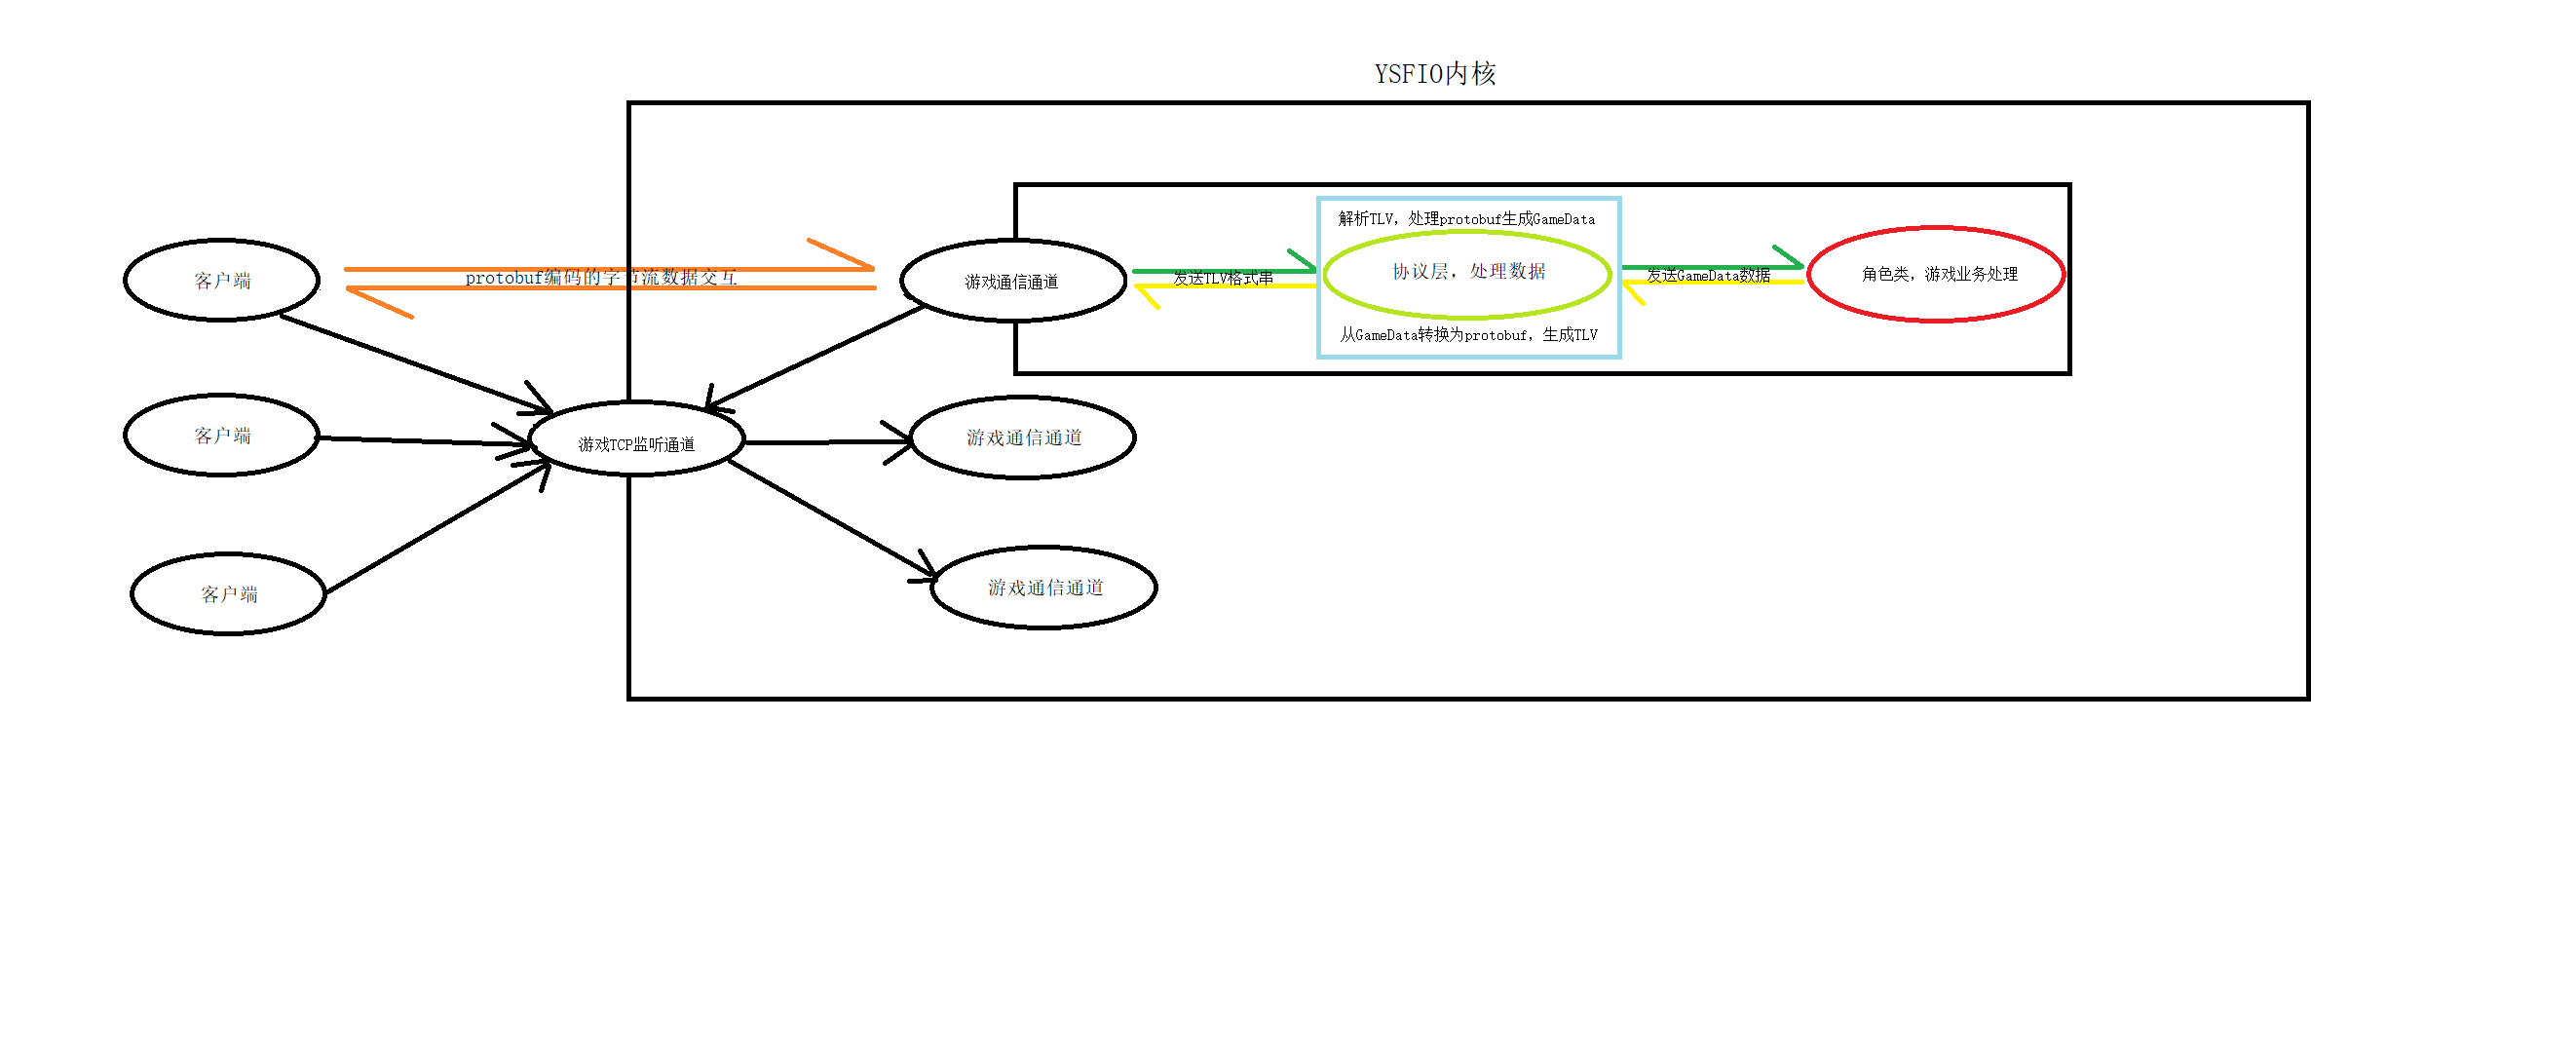 YSFIO内核
解析TLV，处理protobuf生成GameData
客户端
protobuf编码的字节流数据交互
游戏通信通道
发送TLV格式串
协议层，处理数据
发送GameData数据
角色类，游戏业务处理
从GameData转换为protobuf，生成TLV
客户端
游戏TCP监听通道
游戏通信通道
客户端
游戏通信通道